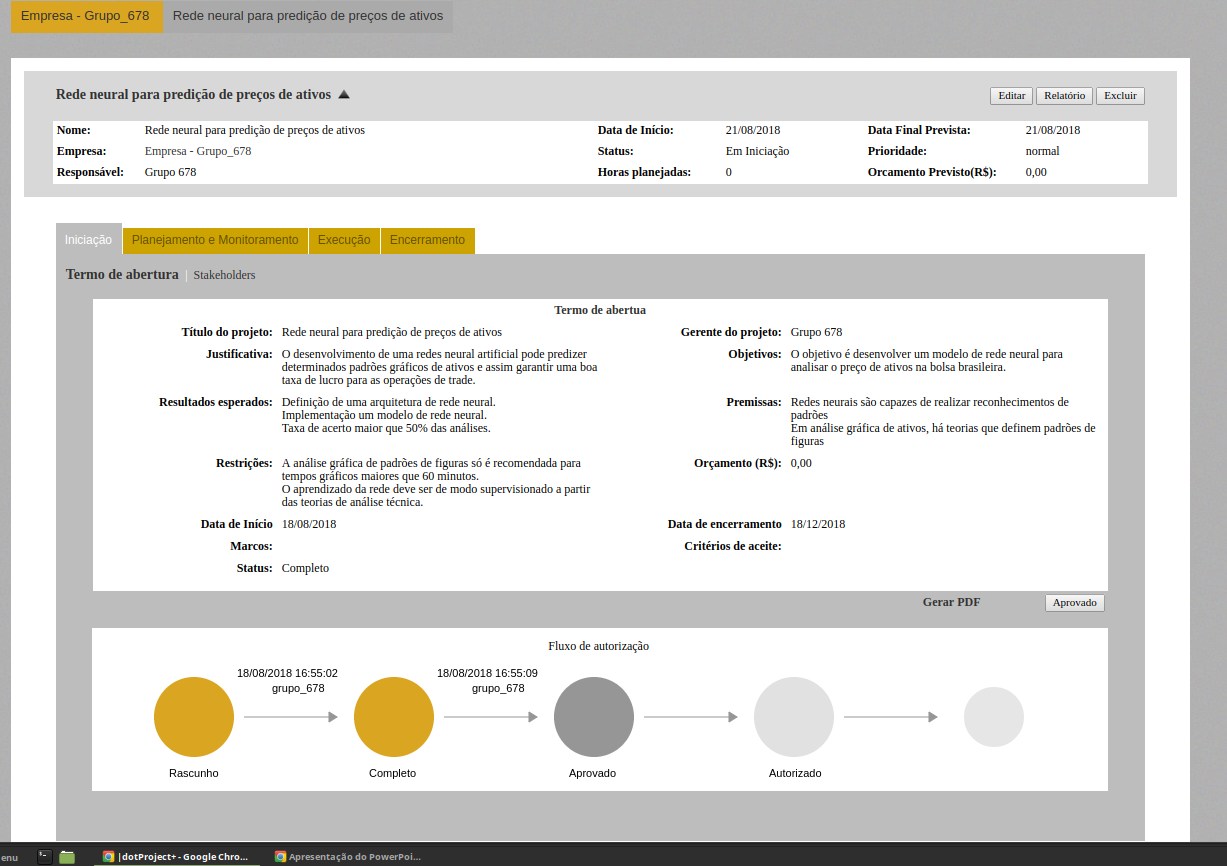 Empresa - Grupo_678 Rede neural para predição de preços de ativos
Rede neural para predição de preços de ativos
Editar Relatório Excluir
Nome: Rede neural para predição de preços de ativos Data de Início: 21/08/2018 Data Final Prevista: 21/08/2018
Empresa: Empresa - Grupo_678 Status: Em Iniciação Prioridade: normal
Responsável: Grupo 678 Horas planejadas: 0 Orcamento Previsto(R$): 0,00
Iniciação Planejamento e Monitoramento Execução Encerramento
Termo de abertura | Stakeholders
Termo de abertua
Título do projeto: Rede neural para predição de preços de ativos
Gerente do projeto: Grupo 678
Justificativa: O desenvolvimento de uma redes neural artificial pode predizer
determinados padrões gráficos de ativos e assim garantir uma boa
taxa de lucro para as operações de trade.
Objetivos: O objetivo é desenvolver um modelo de rede neural para
analisar o preço de ativos na bolsa brasileira.
Resultados esperados: Definição de uma arquitetura de rede neural.
Implementação um modelo de rede neural.
Taxa de acerto maior que 50% das análises.
Premissas: Redes neurais são capazes de realizar reconhecimentos de
padrões
Em análise gráfica de ativos, há teorias que definem padrões de
figuras
Restrições: A análise gráfica de padrões de figuras só é recomendada para
tempos gráficos maiores que 60 minutos.
O aprendizado da rede deve ser de modo supervisionado a partir
das teorias de análise técnica.
Orçamento (R$): 0,00
Data de Início 18/08/2018
Data de encerramento 18/12/2018
Marcos:
Critérios de aceite:
Status: Completo
Gerar PDF Aprovado
Fluxo de autorização
18/08/2018 16:55:02
grupo_678
18/08/2018 16:55:09
grupo_678
Rascunho Completo Aprovado Autorizado
enu |dotProject+ - Google Chro... Apresentação do PowerPoi...